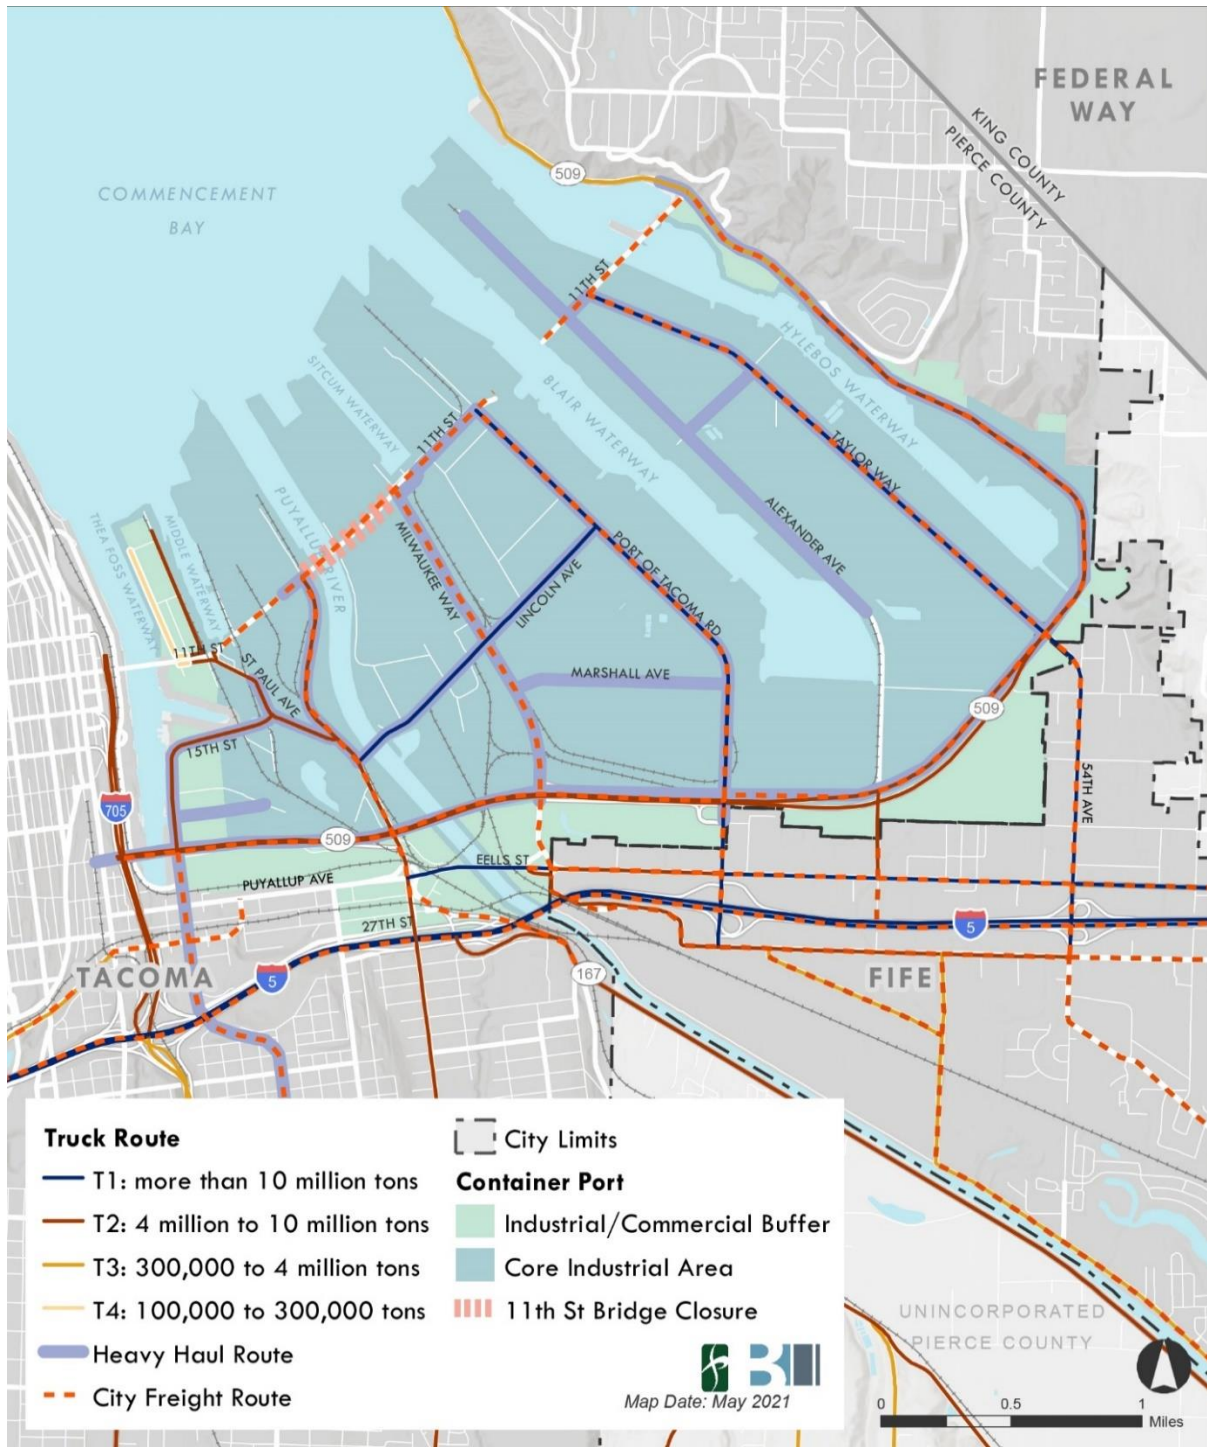 FEDERAL
WAY
KING COUNTY
PIERCE COUNTY
COMMENCEMENT
BAY
509
11TH ST
HYLEBOS WATERWAY
SITCUM WATERWAY
BLAIR WATERWAY
11TH ST
TAYLOR WAY
PUYALLUP RIVER
THEA FOSS WATERWAY
MIDDLE WATERWAY
MILWAUKEE WAY
ALEXANDER AVE
LINCOLN AVE
PORT OF TACOMA RD
11TH ST
ST PAUL AVE
MARSHALL AVE
509
15TH ST
54TH AVE
705
509
EELLS ST
PUYALLUP AVE
27TH ST
5
TACOMA
5
167
FIFE
Truck Route
T1: more than 10 million tons
T2: 4 million to 10 million tons
T3: 300,000 to 4 million tons
T4: 100,000 to 300,000 tons
Heavy Haul Route
City Freight Route
City Limits
Container Port
Industrial/Commercial Buffer
Core Industrial Area
11th St Bridge Closure
Map Date: May 2021
UNINCORPORATED
PIERCE COUNTY
0 0.5 1
Miles